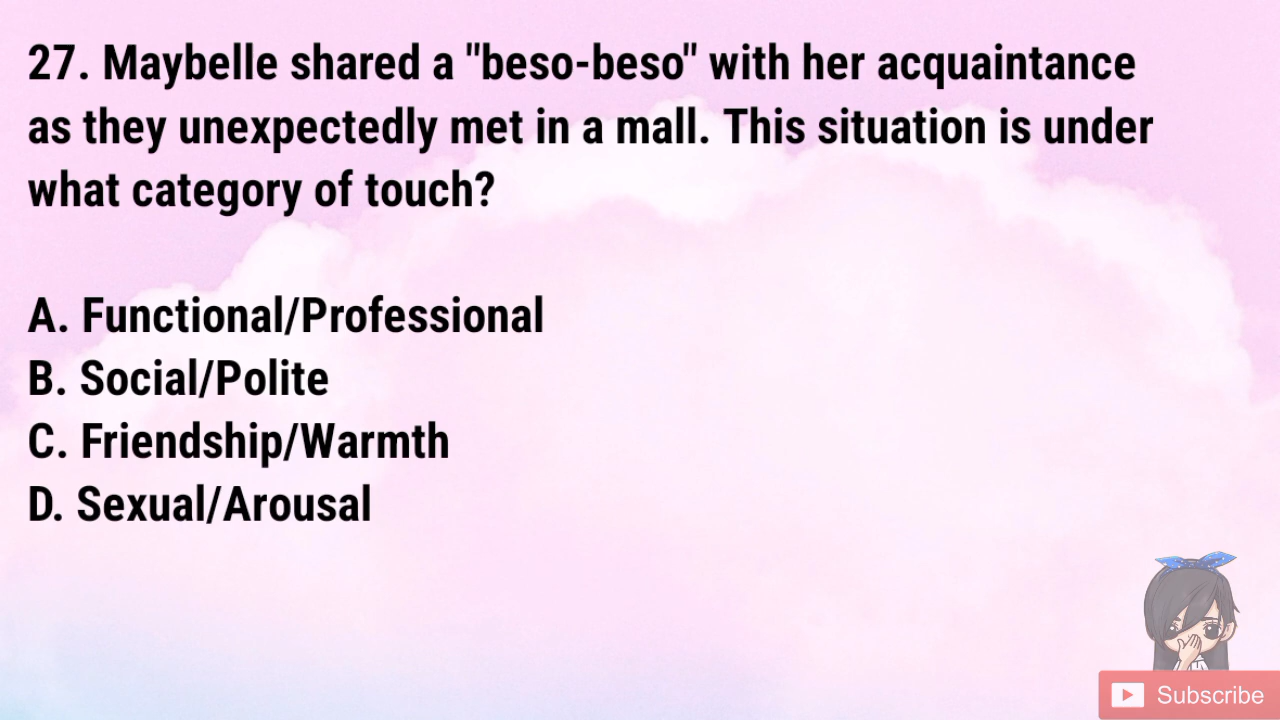 27. Maybelle shared a "beso-beso" with her acquaintance
as they unexpectedly met in a mall. This situation is under
what category of touch?
A. Functional/Professional
B. Social/Polite
C. Friendship/Warmth
D. Sexual/Arousal
Subscribe